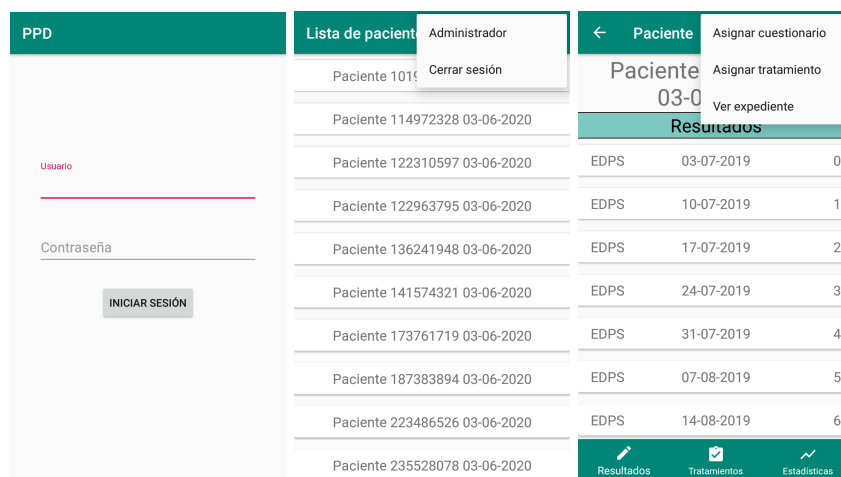 PPD
Usuario
Contraseña
INICIAR SESIÓN
Lista de pacient
Administrador
Cerrar sesión
Paciente 101
Paciente 114972328 03-06-2020
Paciente 122310597 03-06-2020
Paciente 122963795 03-06-2020
Paciente 136241948 03-06-2020
Paciente 141574321 03-06-2020
Paciente 173761719 03-06-2020
Paciente 187383894 03-06-2020
Paciente 223486526 03-06-2020
Paciente 235528078 03-06-2020
Paciente
Asignar cuestionario
Asignar tratamiento
Ver expediente
Paciente
03-0
Resultados
EDPS 03-07-2019 0
EDPS 10-07-2019 1
EDPS 17-07-2019 2
EDPS 24-07-2019 3
EDPS 31-07-2019 4
EDPS 07-08-2019 5
EDPS 14-08-2019 6
Resultados Tratamientos Estadísticas